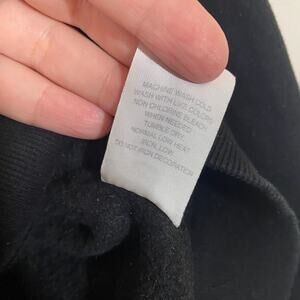 MACHINE WASH COLD
WASH WITH LIKE COLORS
NON CHLORINE BLEACH
WHEN NEEDED
TUMBLE DRY
NORMAL LOW HEAT
IRON LOW
DO NOT IRON DECORATION